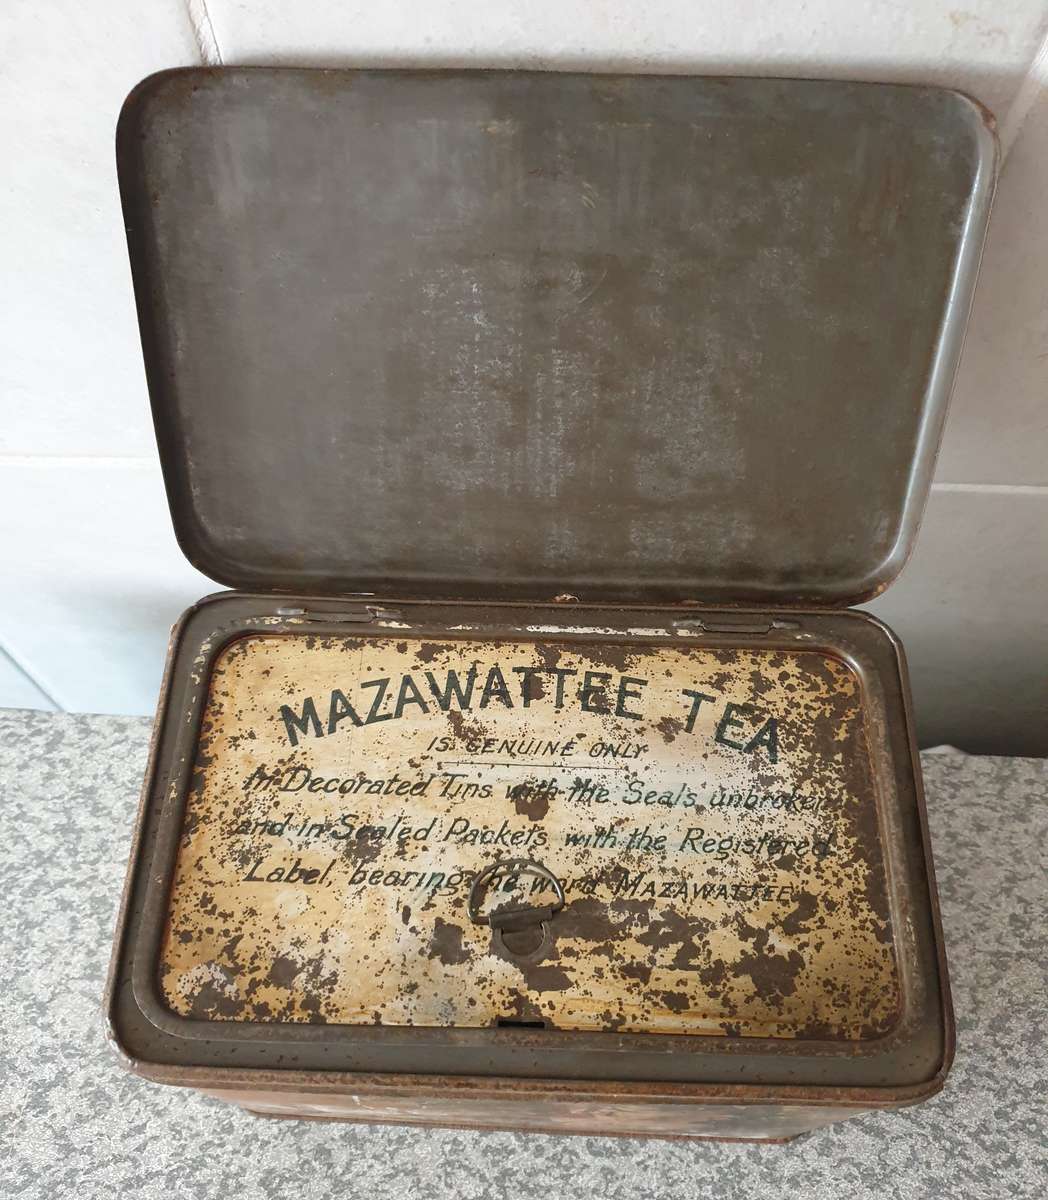 MAZAWATTEE TEA
IS GENUINE ONLY
In Decorated Tins with the Seals unbroken
and in Sealed Packets with the Registered
Label, bearing the word MAZAWATTEE